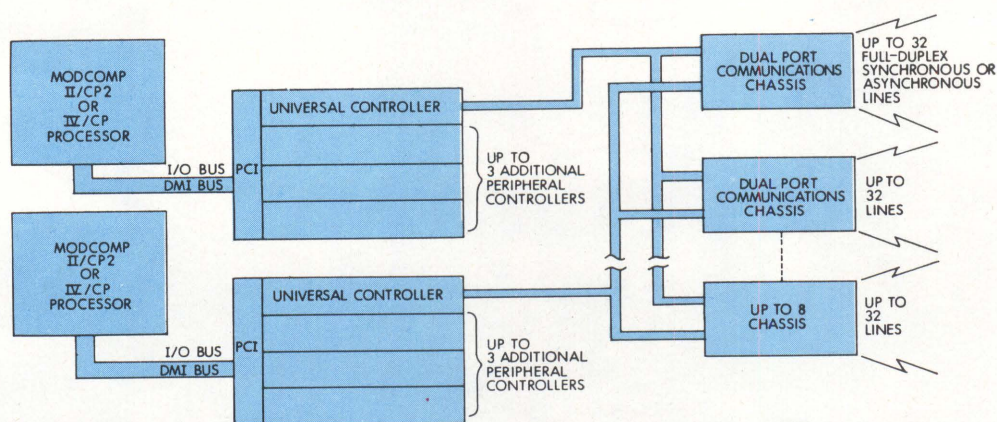 MODCOMP
II/CP2
OR
IV/CP
PROCESSOR
I/O BUS
DMI BUS
PCI
UNIVERSAL CONTROLLER
UP TO
3 ADDITIONAL
PERIPHERAL
CONTROLLERS
DUAL PORT
COMMUNICATIONS
CHASSIS
UP TO 32
FULL-DUPLEX
SYNCHRONOUS OR
ASYNCHRONOUS
LINES
DUAL PORT
COMMUNICATIONS
CHASSIS
UP TO
32
LINES
MODCOMP
II/CP2
OR
IV/CP
PROCESSOR
I/O BUS
DMI BUS
PCI
UNIVERSAL CONTROLLER
UP TO
3 ADDITIONAL
PERIPHERAL
CONTROLLERS
UP TO 8
CHASSIS
UP TO
32
LINES